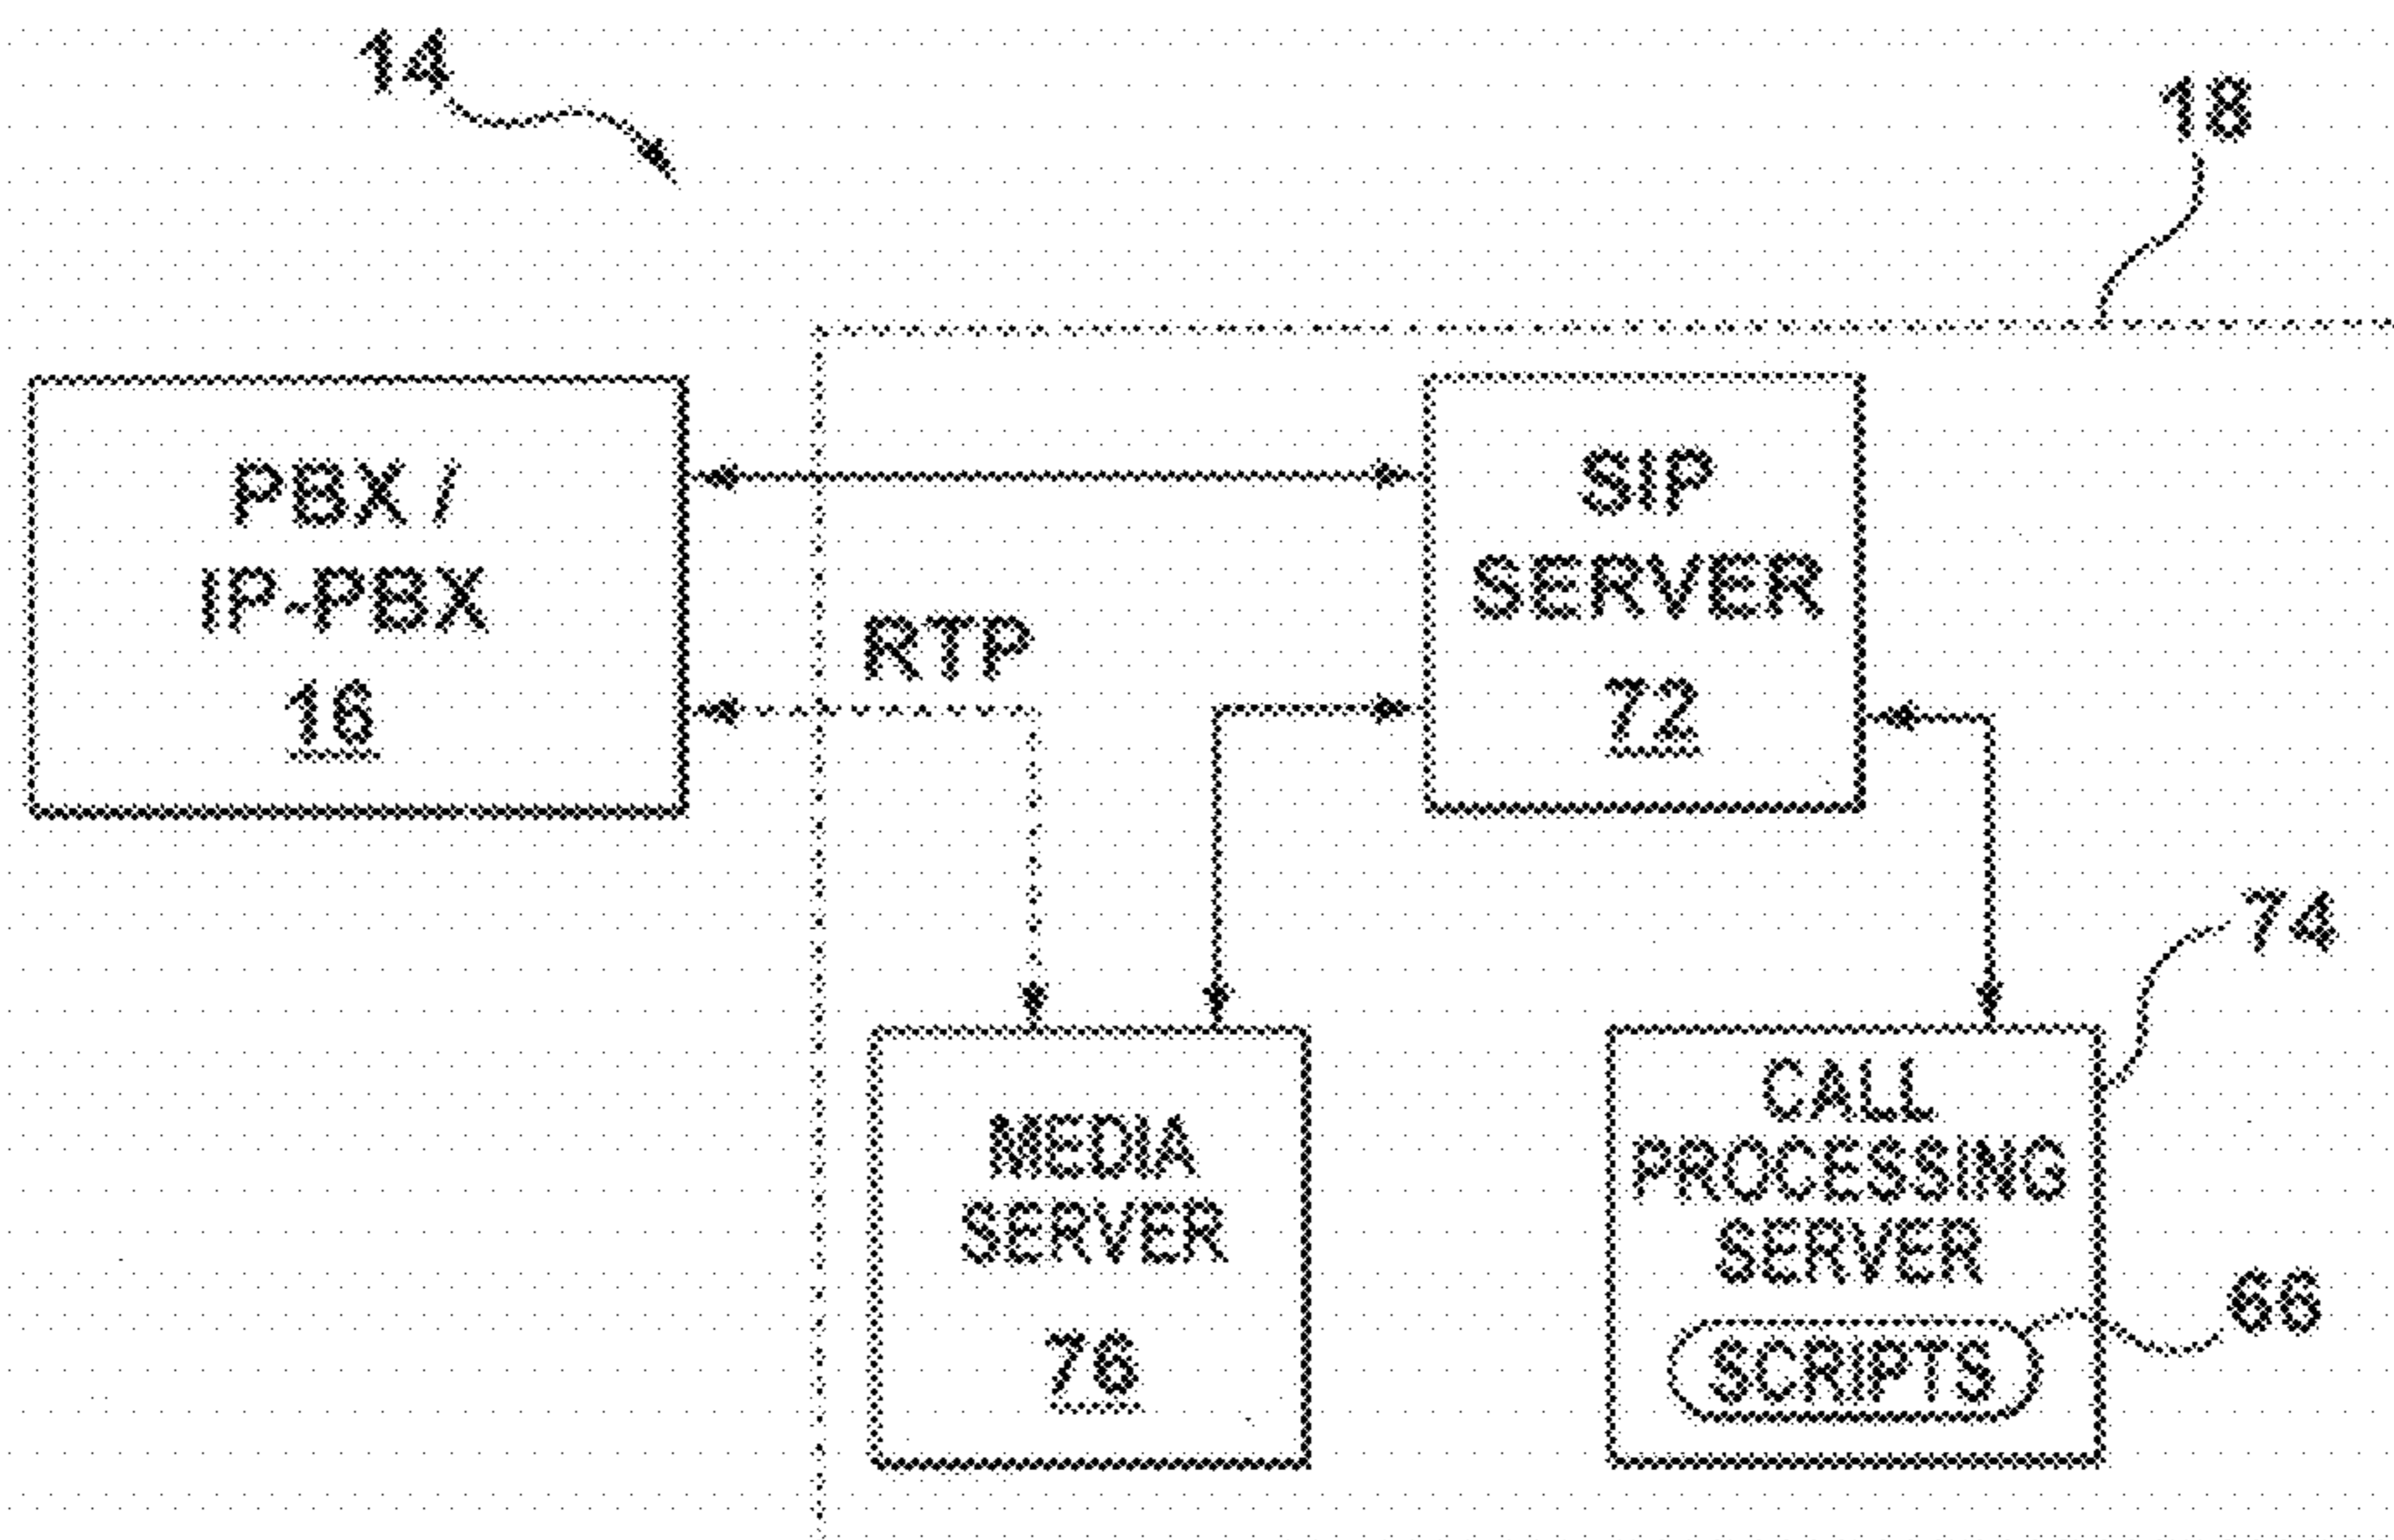 14
18
PBX /
IP-PBX
16
RTP
SIP
SERVER
72
74
MEDIA
SERVER
76
CALL
PROCESSING
SERVER
SCRIPTS
66